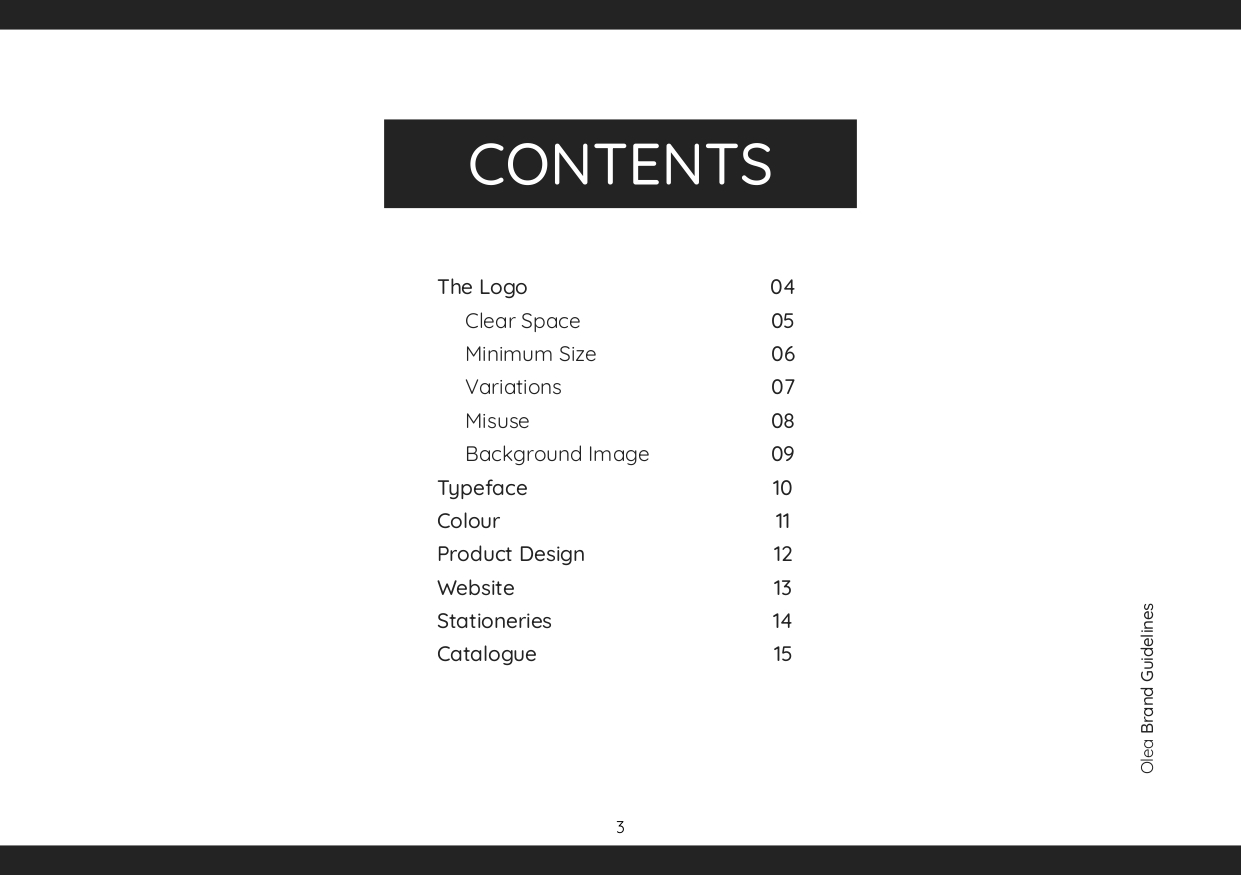 CONTENTS
The Logo 04
Clear Space 05
Minimum Size 06
Variations 07
Misuse 08
Background Image 09
Typeface 10
Colour 11
Product Design 12
Website 13
Stationeries 14
Catalogue 15
Olea Brand Guidelines
3